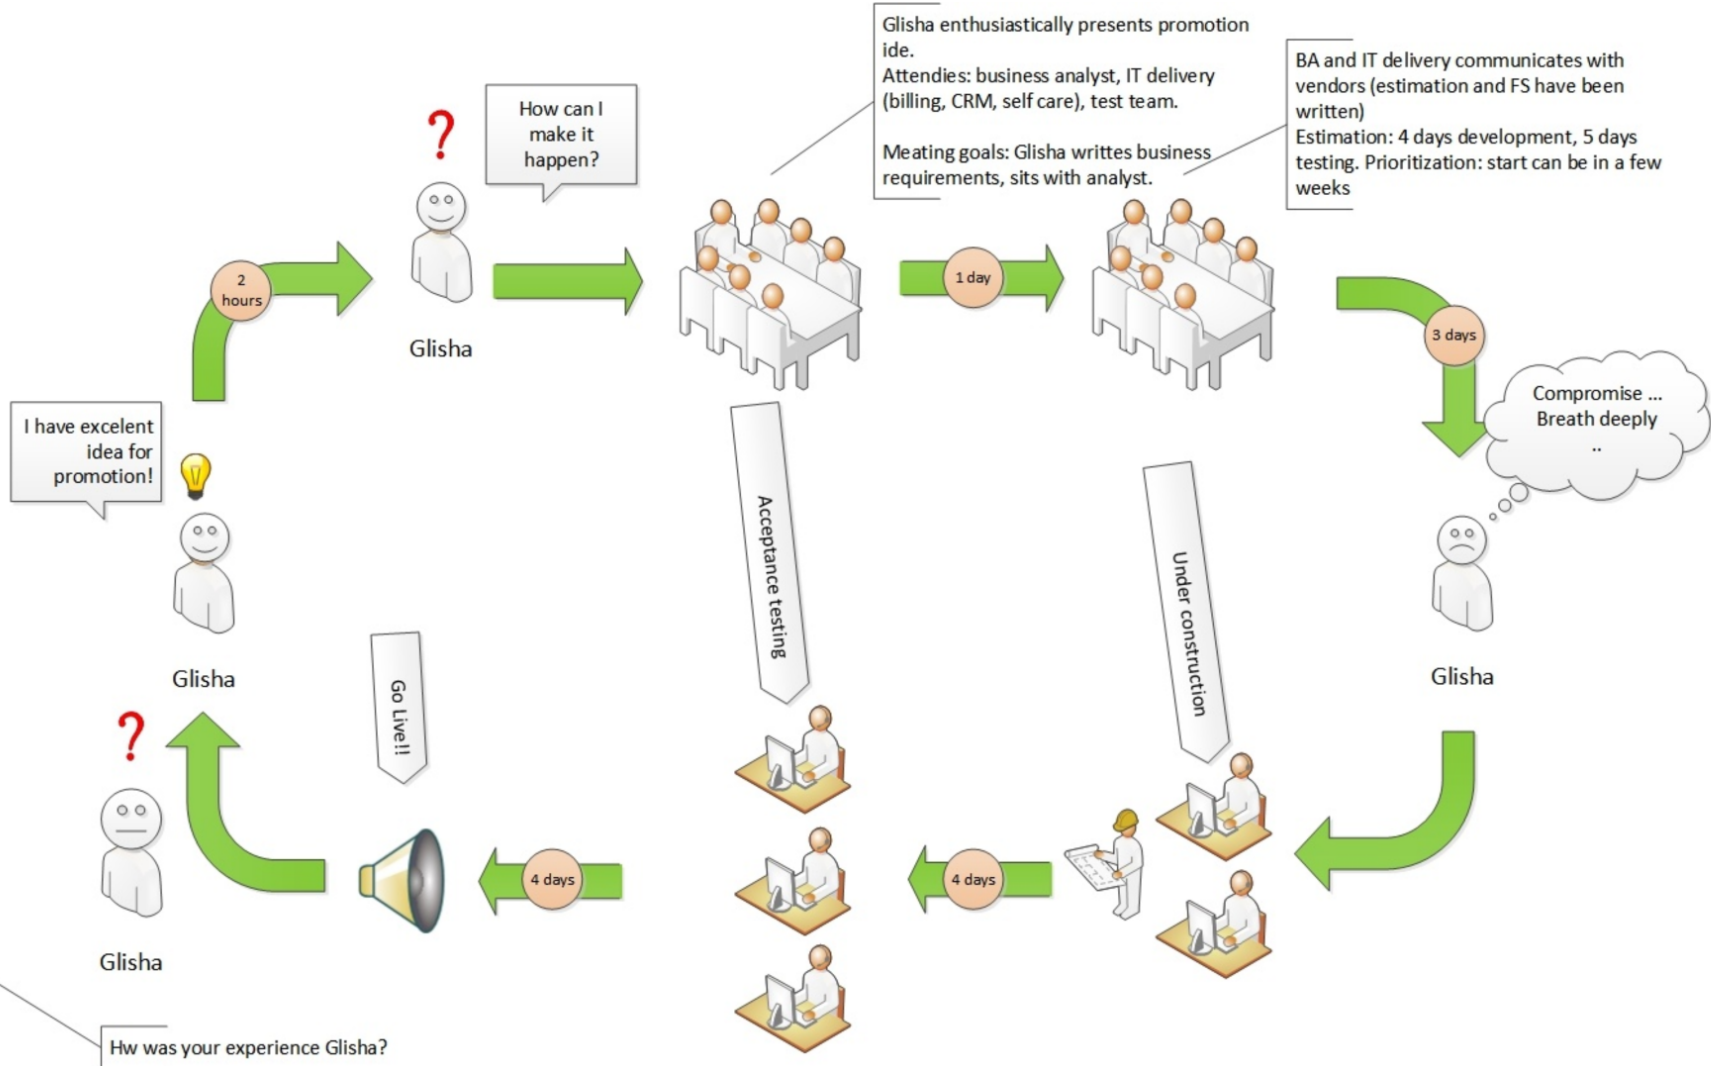 Glisha enthusiastically presents promotion
ide.
Attendies: business analyst, IT delivery
(billing, CRM, self care), test team.
Meating goals: Glisha writtes business
requirements, sits with analyst.
BA and IT delivery communicates with
vendors (estimation and FS have been
written)
Estimation: 4 days development, 5 days
testing. Prioritization: start can be in a few
weeks
How can I
make it
happen?
?
2
hours
Glisha
1 day
3 days
Compromise ...
Breath deeply
..
I have excelent
idea for
promotion!
Glisha
Acceptance testing
Under construction
Glisha
Go Live!!
?
Glisha
4 days
4 days
Hw was your experience Glisha?